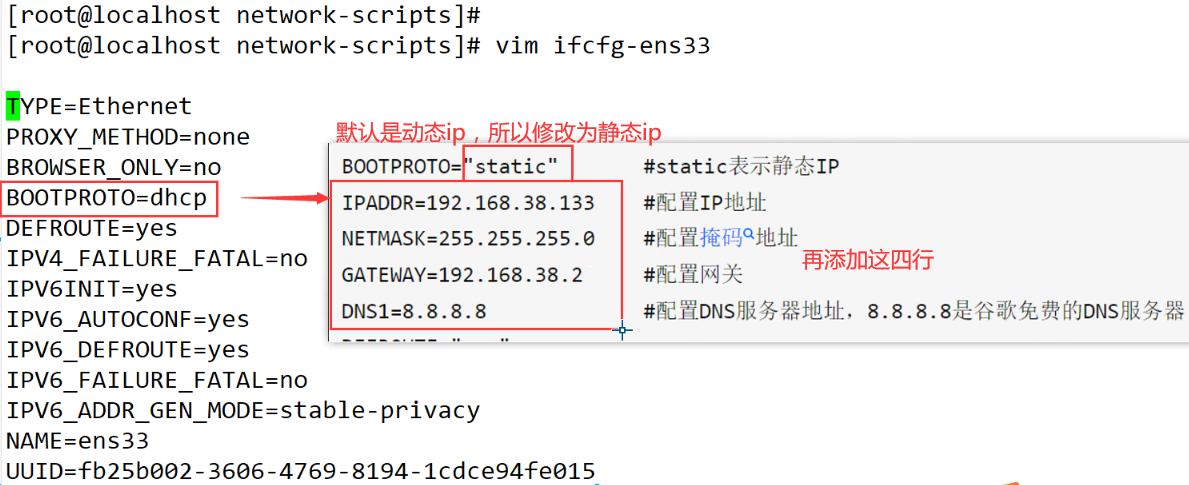 [root@localhost network-scripts]#
[root@localhost network-scripts]# vim ifcfg-ens33
TYPE=Ethernet
PROXY_METHOD=none
BROWSER_ONLY=no
BOOTPROTO=dhcp
DEFROUTE=yes
IPV4_FAILURE_FATAL=no
IPV6INIT=yes
IPV6_AUTOCONF=yes
IPV6_DEFROUTE=yes
IPV6_FAILURE_FATAL=no
IPV6_ADDR_GEN_MODE=stable-privacy
NAME=ens33
UUID=fb25b002-3606-4769-8194-1cdce94fe015
默认是动态ip，所以修改为静态ip
BOOTPROTO="static" #static表示静态IP
IPADDR=192.168.38.133 #配置IP地址
NETMASK=255.255.255.0 #配置掩码地址
再添加这四行
GATEWAY=192.168.38.2 #配置网关
DNS1=8.8.8.8 #配置DNS服务器地址，8.8.8.8是谷歌免费的DNS服务器